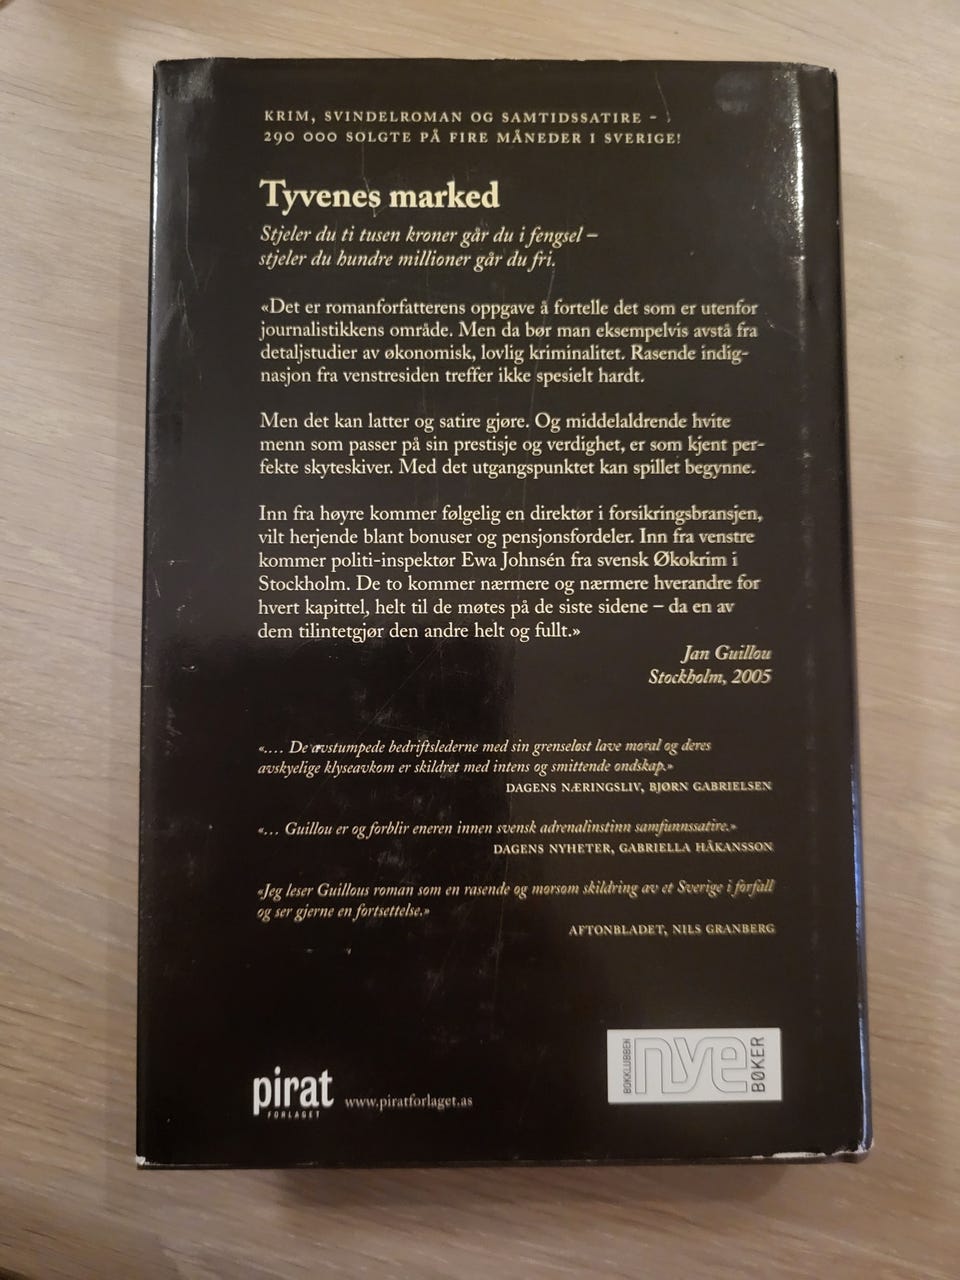 KRIM, SVINDELROMAN OG SAMTIDSSATIRE –
290 000 SOLGTE PÅ FIRE MÅNEDER I SVERIGE!
Tyvenes marked
Stjeler du ti tusen kroner går du i fengsel –
stjeler du hundre millioner går du fri.
«Det er romanforfatterens oppgave å fortelle det som er utenfor
journalistikkens område. Men da bør man eksempelvis avstå fra
detaljstudier av økonomisk, lovlig kriminalitet. Rasende indig-
nasjon fra venstresiden treffer ikke spesielt hardt.
Men det kan latter og satire gjøre. Og middelaldrende hvite
menn som passer på sin prestisje og verdighet, er som kjent per-
fekte skyteskiver. Med det utgangspunktet kan spillet begynne.
Inn fra høyre kommer følgelig en direktør i forsikringsbransjen,
vilt herjende blant bonuser og pensjonsfordeler. Inn fra venstre
kommer politi-inspektør Ewa Johnsén fra svensk Økokrim i
Stockholm. De to kommer nærmere og nærmere hverandre for
hvert kapittel, helt til de møtes på de siste sidene – da en av
dem tilintetgjør den andre helt og fullt.»
Jan Guillou
Stockholm, 2005
«.... De avstumpede bedriftslederne med sin grenseløst lave moral og deres
avskyelige klyseavkom er skildret med intens og smittende ondskap.»
DAGENS NÆRINGSLIV, BJØRN GABRIELSEN
«... Guillou er og forblir eneren innen svensk adrenalinstinn samfunnssatire.»
DAGENS NYHETER, GABRIELLA HÅKANSSON
«Jeg leser Guillous roman som en rasende og morsom skildring av et Sverige i forfall
og ser gjerne en fortsettelse.»
AFTONBLADET, NILS GRANBERG
pirat
FORLAGET
www.piratforlaget.as
BOKKLUBBEN
nye
BØKER